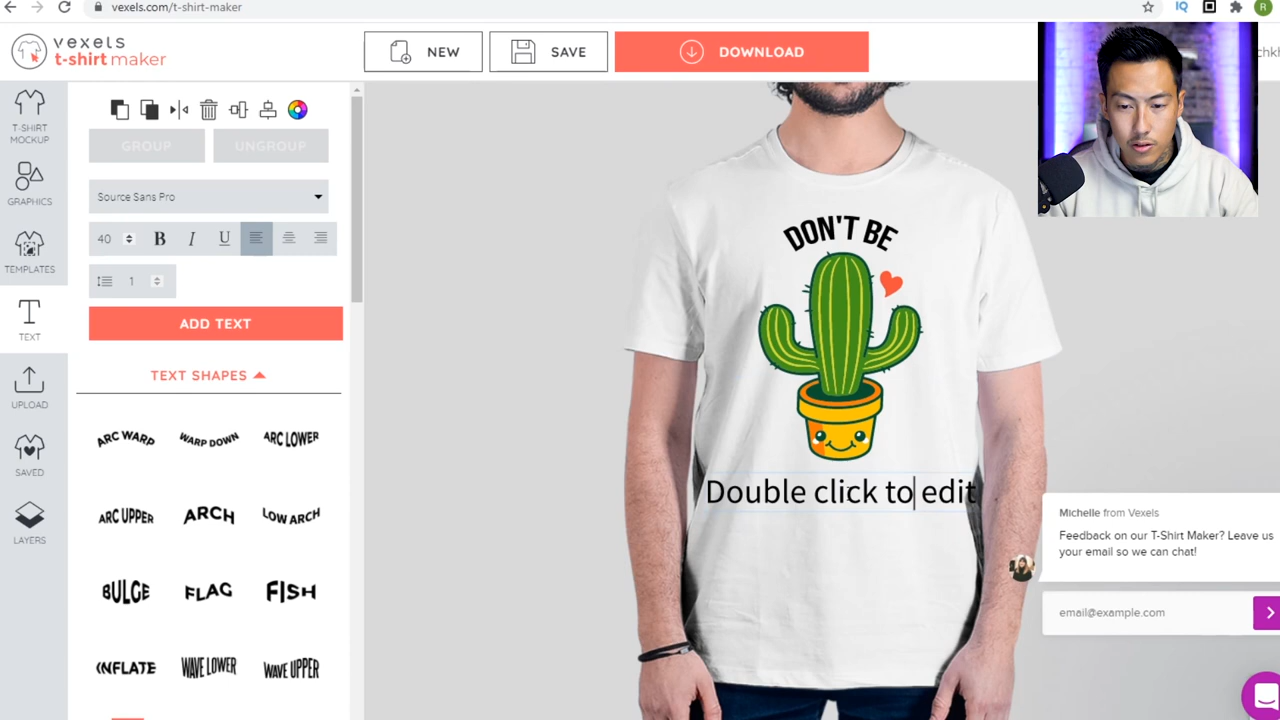 vexels.com/t-shirt-maker
IQ
R
vexels
t-shirt maker
NEW
SAVE
DOWNLOAD
T-SHIRT
MOCKUP
GRAPHICS
TEMPLATES
TEXT
UPLOAD
SAVED
LAYERS
GROUP
UNGROUP
Source Sans Pro
40
B I U
1
ADD TEXT
TEXT SHAPES
ARC WARP
WARP DOWN
ARC LOWER
ARC UPPER
ARCH
LOW ARCH
BULGE
FLAG
FISH
INFLATE
WAVE LOWER
WAVE UPPER
DON'T BE
Double click to edit
Michelle from Vexels
Feedback on our T-Shirt Maker? Leave us
your email so we can chat!
email@example.com